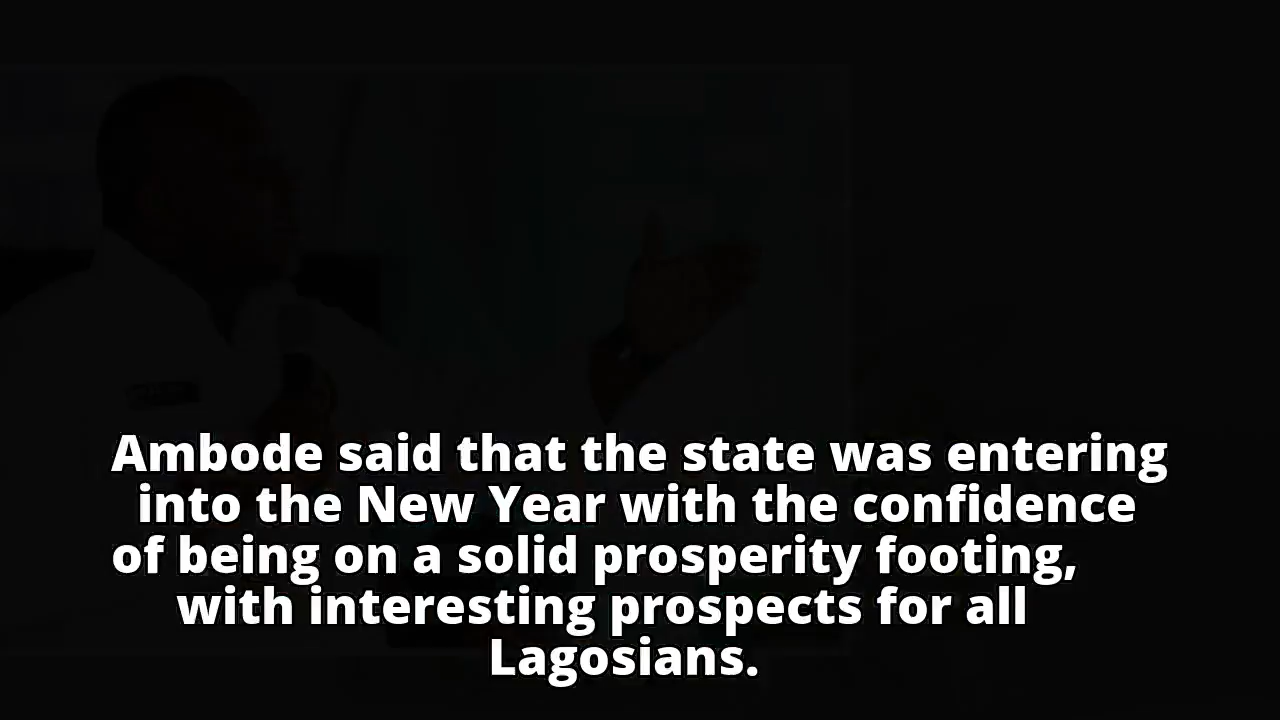 Ambode said that the state was entering
into the New Year with the confidence
of being on a solid prosperity footing,
with interesting prospects for all
Lagosians.